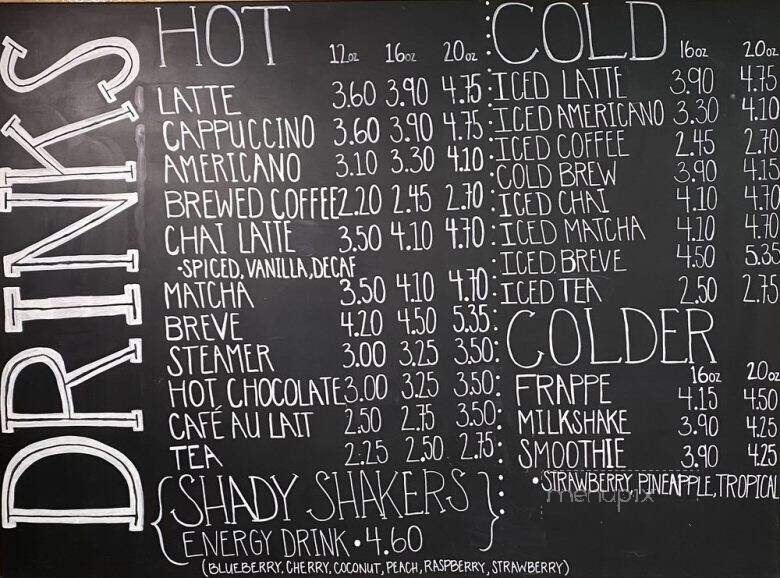 DRINKS
HOT 12oz 16oz 20oz
LATTE 3.60 3.90 4.75
CAPPUCCINO 3.60 3.90 4.75
AMERICANO 3.10 3.30 4.10
BREWED COFFEE 2.20 2.45 2.70
CHAI LATTE 3.50 4.10 4.70
•SPICED, VANILLA, DECAF
MATCHA 3.50 4.10 4.70
BREVE 4.20 4.50 5.35
STEAMER 3.00 3.25 3.50
HOT CHOCOLATE 3.00 3.25 3.50
CAFÉ AU LAIT 2.50 2.75 3.50
TEA 2.25 2.50 2.75
{SHADY SHAKERS}
ENERGY DRINK • 4.60
(BLUEBERRY, CHERRY, COCONUT, PEACH, RASPBERRY, STRAWBERRY)
COLD 16oz 20oz
ICED LATTE 3.90 4.75
ICED AMERICANO 3.30 4.10
ICED COFFEE 2.45 2.70
COLD BREW 3.90 4.15
ICED CHAI 4.10 4.70
ICED MATCHA 4.10 4.70
ICED BREVE 4.50 5.35
ICED TEA 2.50 2.75
COLDER
16oz 20oz
FRAPPE 4.15 4.50
MILKSHAKE 3.90 4.25
SMOOTHIE 3.90 4.25
•STRAWBERRY, PINEAPPLE, TROPICAL
menupix